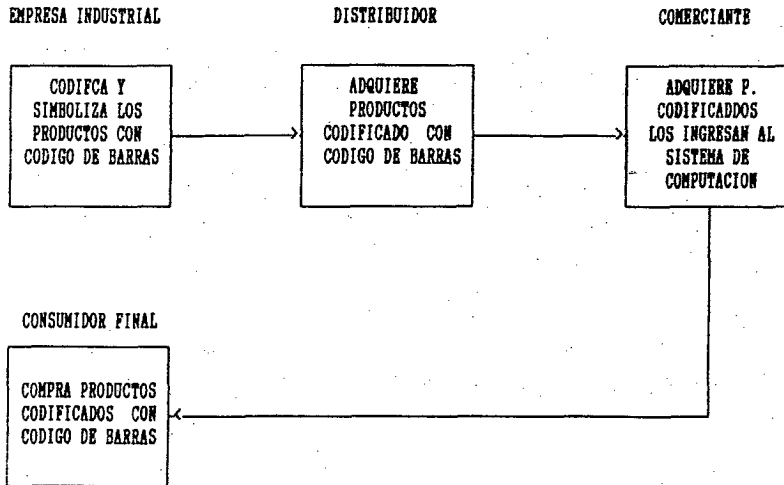 EMPRESA INDUSTRIAL
DISTRIBUIDOR
COMERCIANTE
CODIFCA Y
SIMBOLIZA LOS
PRODUCTOS CON
CODIGO DE BARRAS
ADQUIERE
PRODUCTOS
CODIFICADO CON
CODIGO DE BARRAS
ADQUIERE P.
CODIFICADDOS
LOS INGRESAN AL
SISTEMA DE
COMPUTACION
CONSUMIDOR FINAL
COMPRA PRODUCTOS
CODIFICADOS CON
CODIGO DE BARRAS